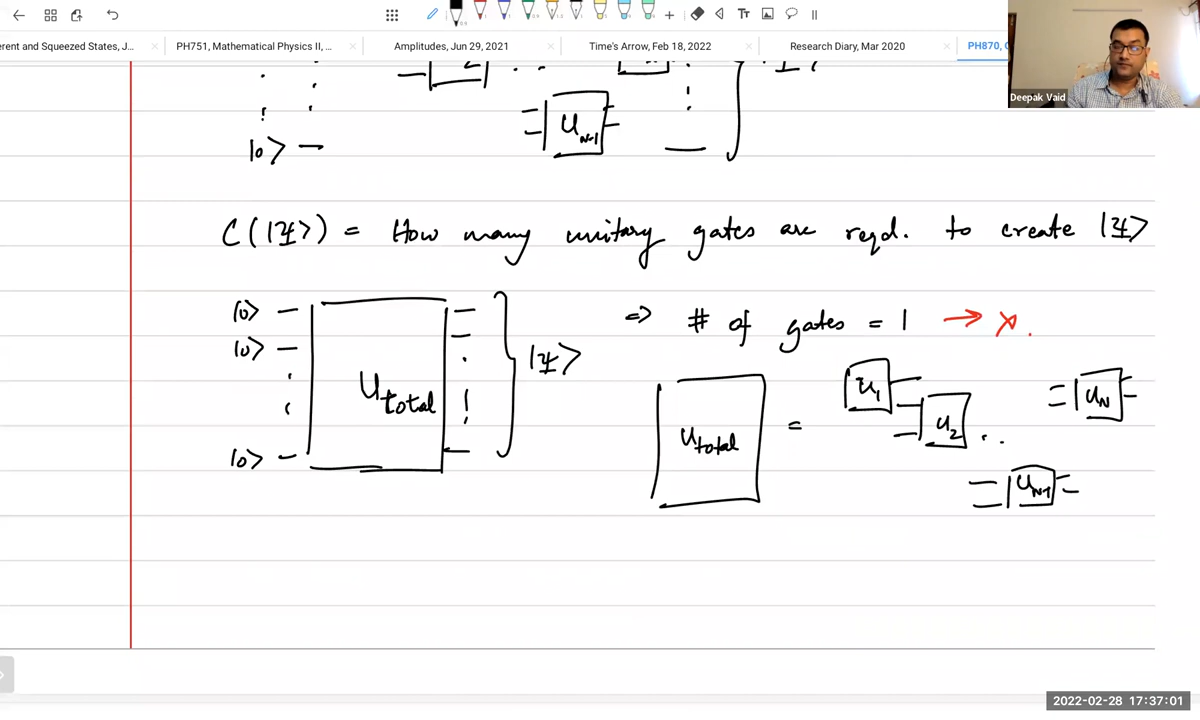 erent and Squeezed States, J... × PH751, Mathematical Physics II, ... × Amplitudes, Jun 29, 2021 × Time's Arrow, Feb 18, 2022 × Research Diary, Mar 2020 × PH870,
Deepak Vaid
U_{N-1}
|0> —
C(|Ψ>) = How many unitary gates are reqd. to create |Ψ>
|0> —
|0> —
U_total
|0> —
|Ψ>
=> # of gates = 1 → ×.
U_total = U_1 U_2 .. U_{N-1} U_N
2022-02-28 17:37:01